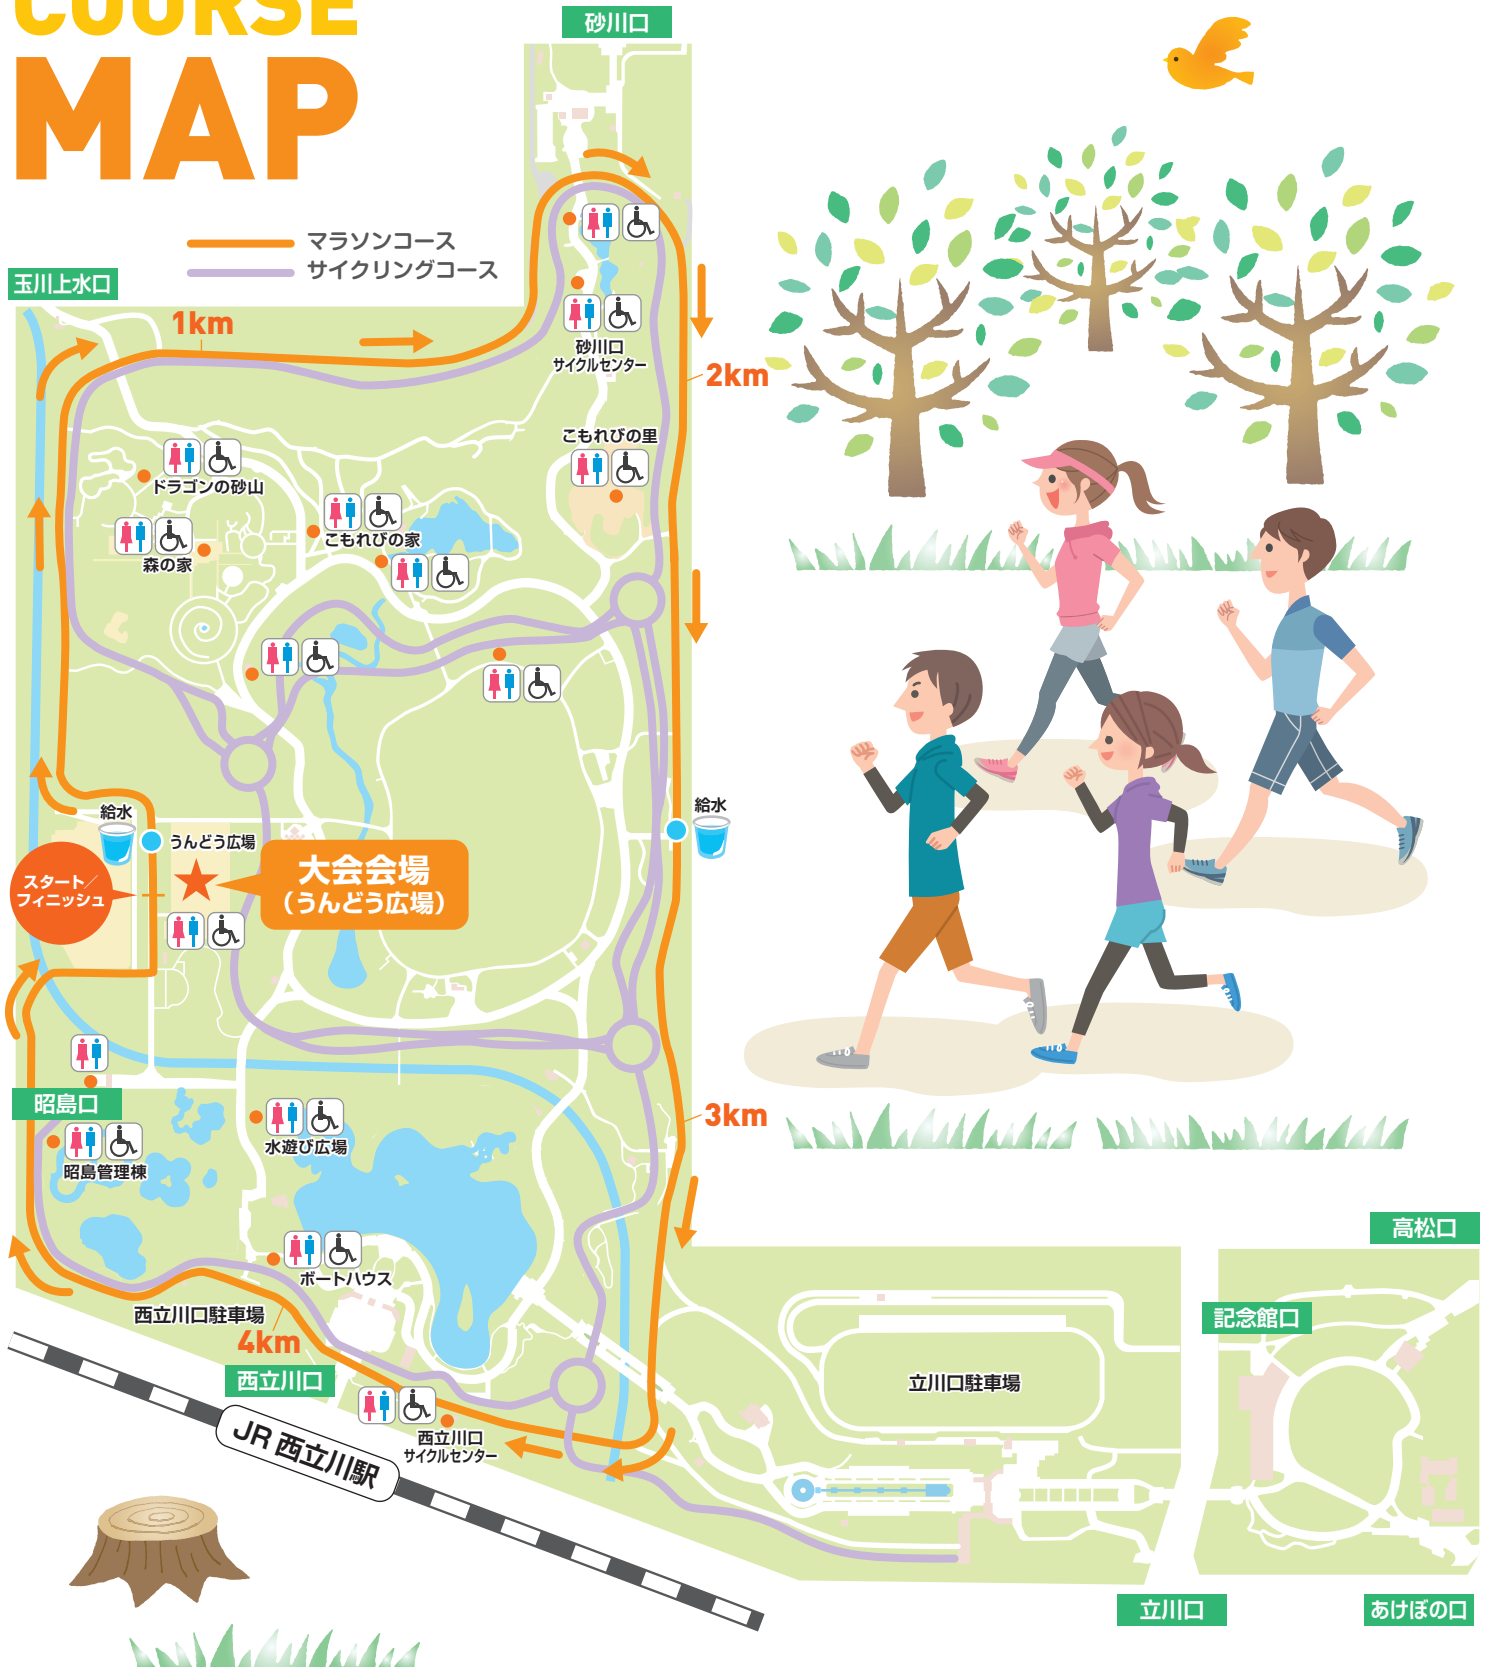 COURSE
MAP
砂川口
マラソンコース
サイクリングコース
玉川上水口
1km
砂川口
サイクルセンター
2km
こもれびの里
ドラゴンの砂山
こもれびの家
森の家
給水
うんどう広場
給水
スタート／
フィニッシュ
大会会場
（うんどう広場）
昭島口
水遊び広場
3km
昭島管理棟
ボートハウス
西立川口駐車場
4km
西立川口
西立川口
サイクルセンター
JR 西立川駅
高松口
記念館口
立川口駐車場
立川口
あけぼの口